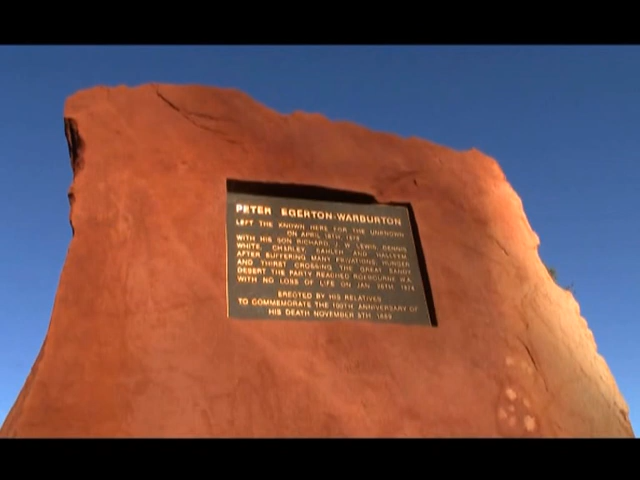 PETER EGERTON-WARBURTON
LEFT THE KNOWN HERE FOR THE UNKNOWN
ON APRIL 15TH 1873
WITH HIS SON RICHARD, J. W. LEWIS, DENNIS
WHITE, CHARLEY, SAHLEH AND HALLEEM
AFTER SUFFERING MANY PRIVATIONS, HUNGER
AND THIRST CROSSING THE GREAT SANDY
DESERT THE PARTY REACHED ROEBOURNE W.A.
WITH NO LOSS OF LIFE ON JAN 26TH 1874
ERECTED BY HIS RELATIVES
TO COMMEMORATE THE 100TH ANNIVERSARY OF
HIS DEATH NOVEMBER 5TH 1889